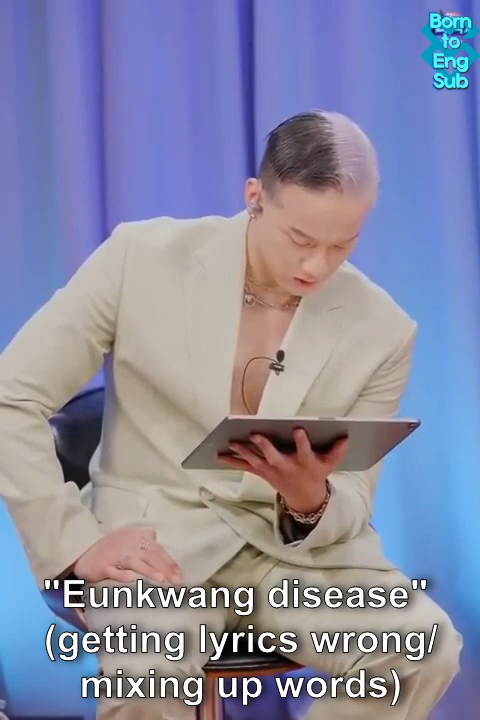 Born
to
Eng
Sub
"Eunkwang disease"
(getting lyrics wrong/
mixing up words)